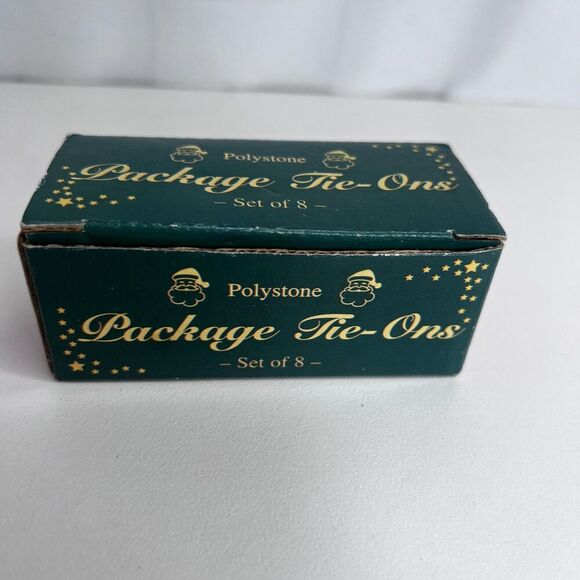 Polystone
Package Tie-Ons
– Set of 8 –
Polystone
Package Tie-Ons
– Set of 8 –